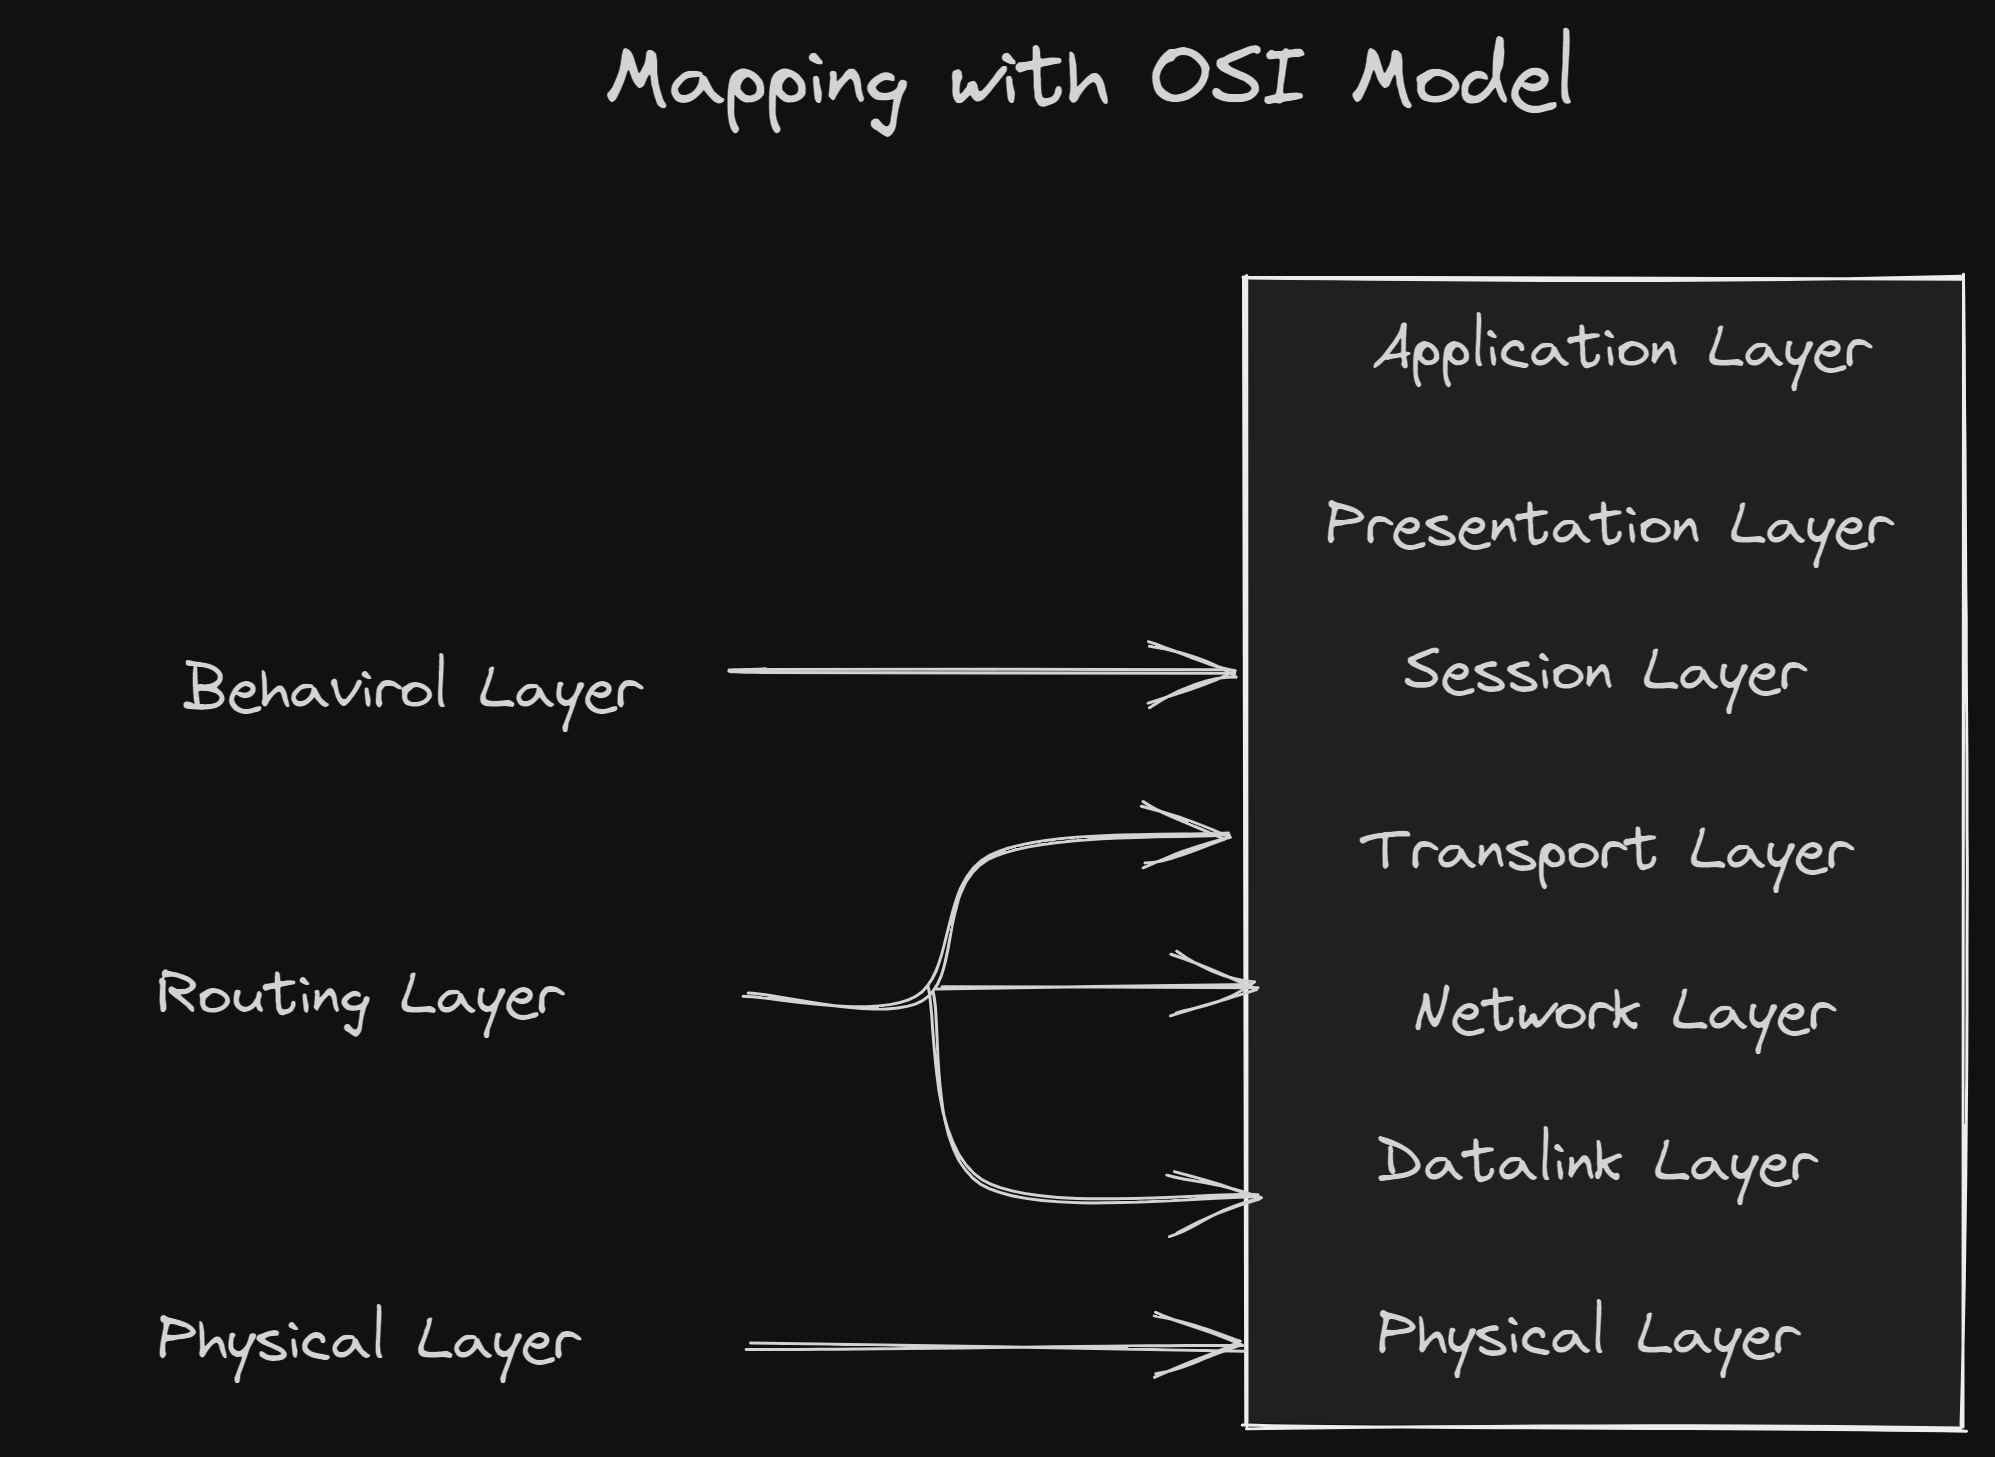 Mapping with OSI Model
Application Layer
Presentation Layer
Behavirol Layer
Session Layer
Transport Layer
Routing Layer
Network Layer
Datalink Layer
Physical Layer
Physical Layer